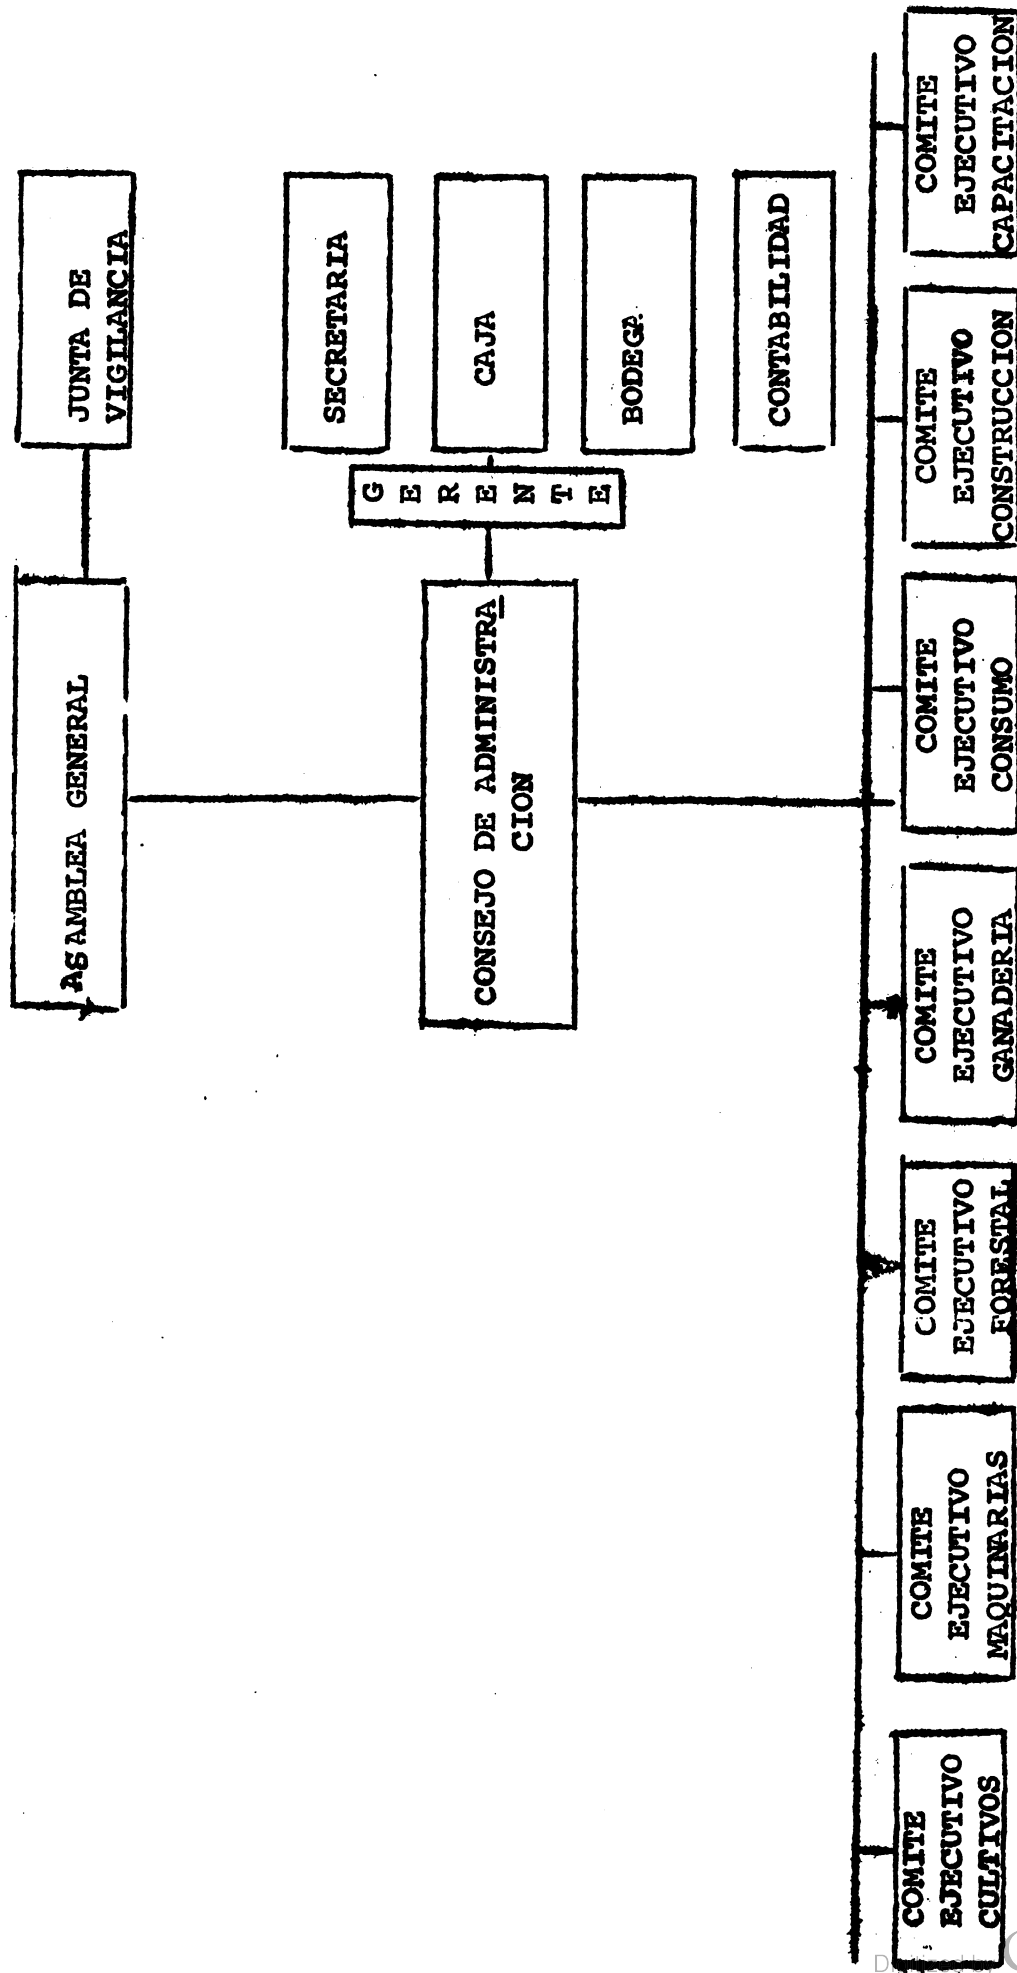 ASAMBLEA GENERAL
JUNTA DE
VIGILANCIA
CONSEJO DE ADMINISTRA
CION
GERENTE
SECRETARIA
CAJA
BODEGA
CONTABILIDAD
COMITE
EJECUTIVO
CULTIVOS
COMITE
EJECUTIVO
MAQUINARIAS
COMITE
EJECUTIVO
FORESTAL
COMITE
EJECUTIVO
GANADERIA
COMITE
EJECUTIVO
CONSUMO
COMITE
EJECUTIVO
CONSTRUCCION
COMITE
EJECUTIVO
CAPACITACION